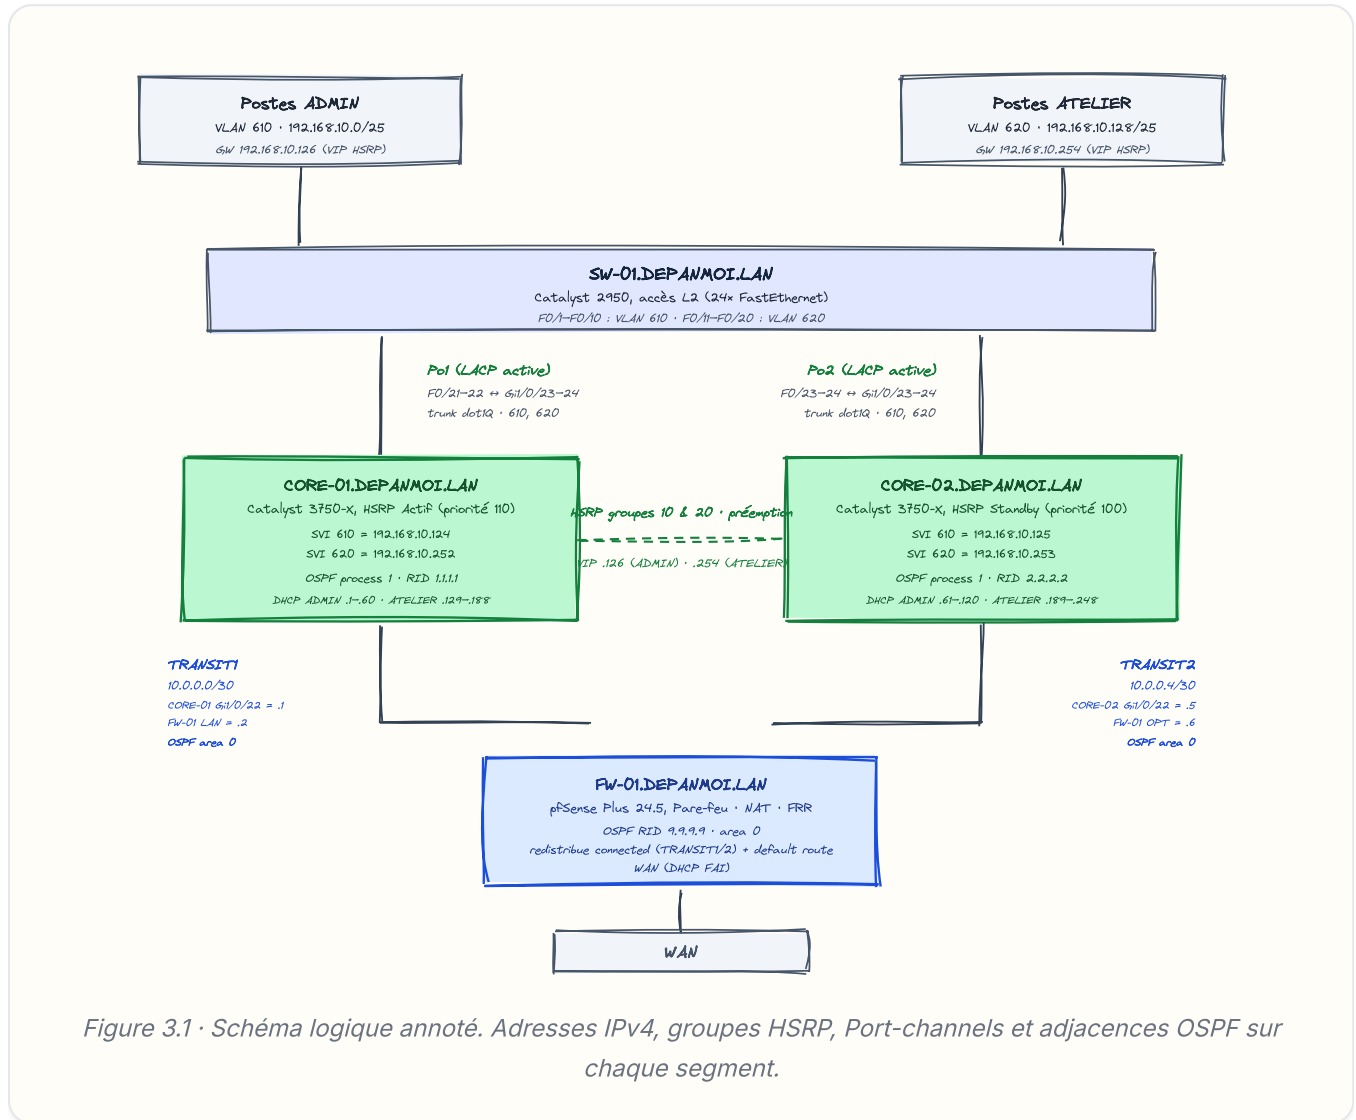 Postes ADMIN
VLAN 610 · 192.168.10.0/25
GW 192.168.10.126 (VIP HSRP)
Postes ATELIER
VLAN 620 · 192.168.10.128/25
GW 192.168.10.254 (VIP HSRP)
SW-01.DEPANMOI.LAN
Catalyst 2950, accès L2 (24× FastEthernet)
F0/1–F0/10 : VLAN 610 · F0/11–F0/20 : VLAN 620
Po1 (LACP active)
F0/21–22 ↔ Gi1/0/23–24
trunk dot1Q · 610, 620
Po2 (LACP active)
F0/23–24 ↔ Gi1/0/23–24
trunk dot1Q · 610, 620
CORE-01.DEPANMOI.LAN
Catalyst 3750-x, HSRP Actif (priorité 110)
SVI 610 = 192.168.10.124
SVI 620 = 192.168.10.252
OSPF process 1 · RID 1.1.1.1
DHCP ADMIN .1–.60 · ATELIER .129–.188
HSRP groupes 10 & 20 · préemption
VIP .126 (ADMIN) · .254 (ATELIER)
CORE-02.DEPANMOI.LAN
Catalyst 3750-x, HSRP Standby (priorité 100)
SVI 610 = 192.168.10.125
SVI 620 = 192.168.10.253
OSPF process 1 · RID 2.2.2.2
DHCP ADMIN .61–.120 · ATELIER .189–.248
TRANSIT1
10.0.0.0/30
CORE-01 Gi1/0/22 = .1
FW-01 LAN = .2
OSPF area 0
TRANSIT2
10.0.0.4/30
CORE-02 Gi1/0/22 = .5
FW-01 OPT = .6
OSPF area 0
FW-01.DEPANMOI.LAN
pfSense Plus 24.5, Pare-feu · NAT · FRR
OSPF RID 9.9.9.9 · area 0
redistribue connected (TRANSIT1/2) + default route
WAN (DHCP FAI)
WAN
Figure 3.1 · Schéma logique annoté. Adresses IPv4, groupes HSRP, Port-channels et adjacences OSPF sur
chaque segment.